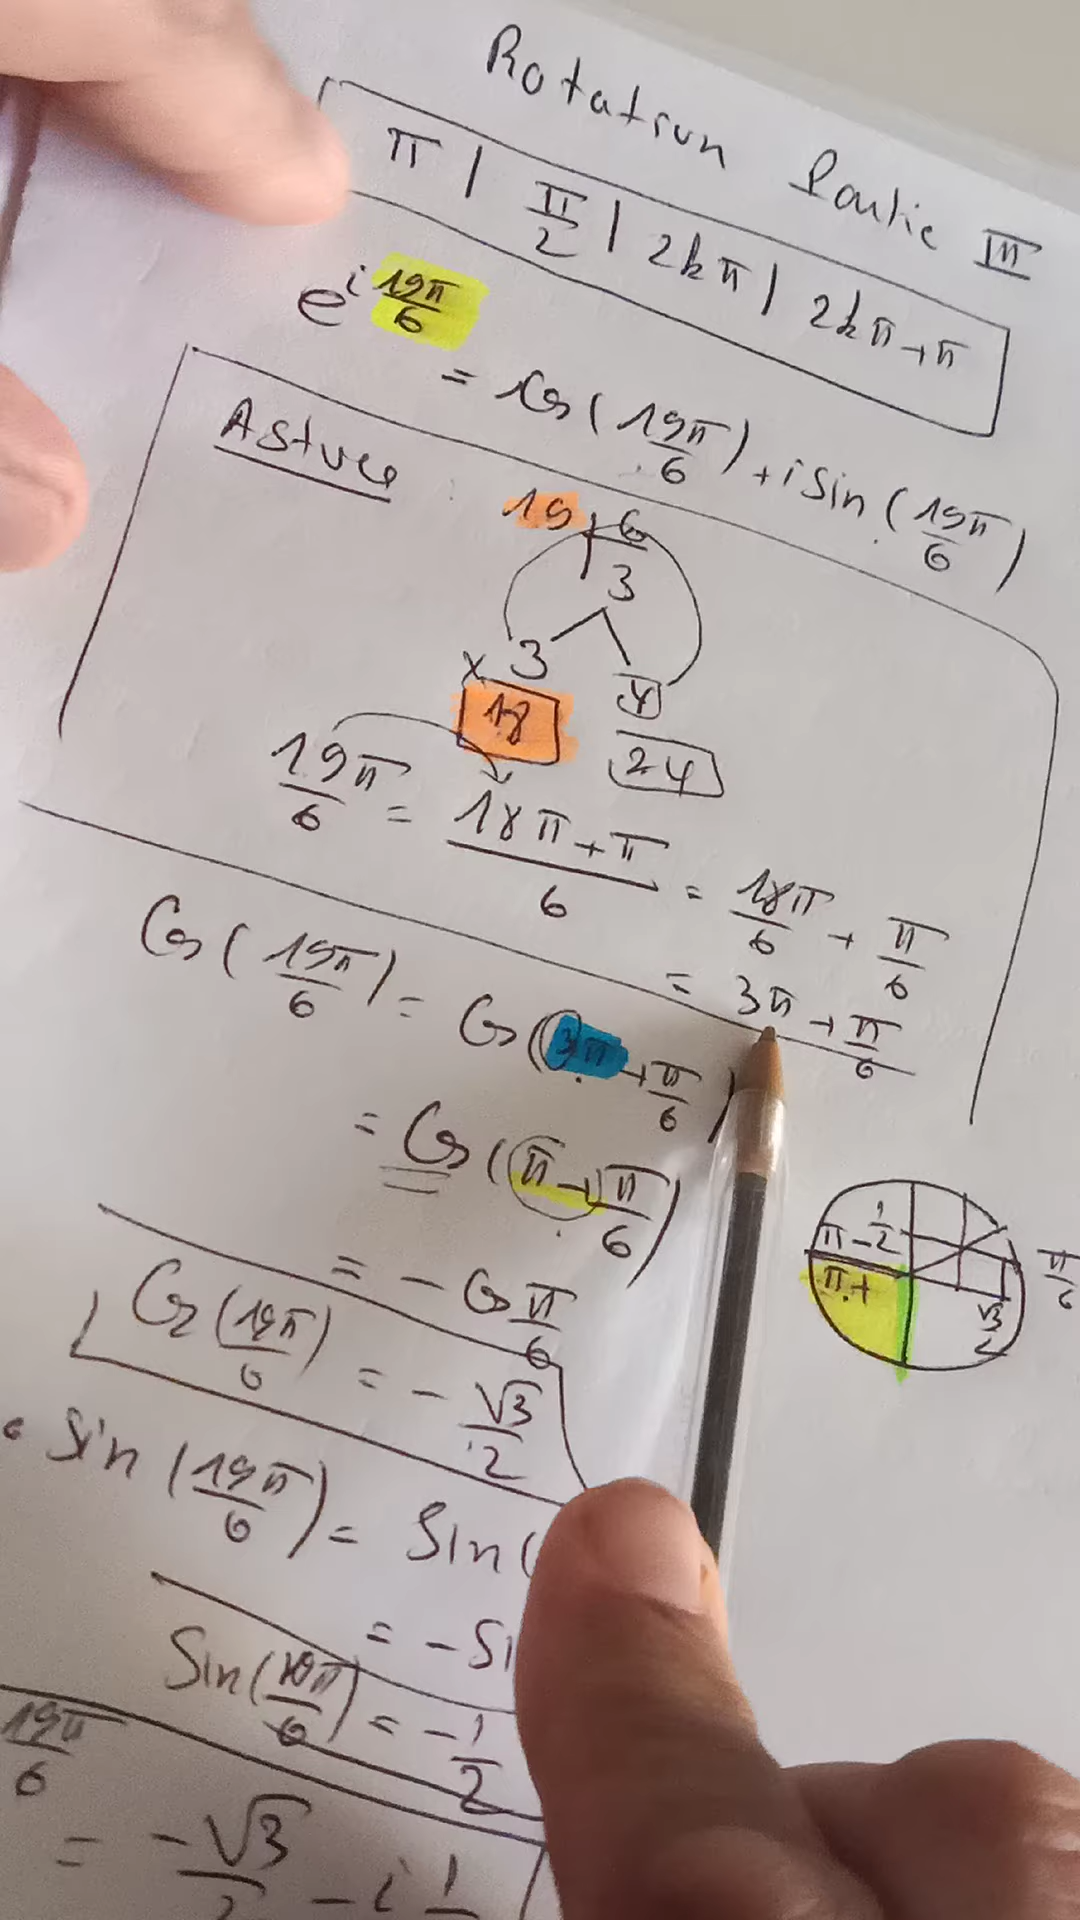 Rotation Partie III
π | π/2 | 2kπ | 2kπ+π
e^i 19π/6
= Cos(19π/6) + i Sin(19π/6)
Astuce :
19 | 6
3
x 3 4
18 24
19π/6 = 18π+π/6 = 18π/6 + π/6
= 3π + π/6
Cos(19π/6) = Cos(3π + π/6)
= Cos(π + π/6)
π - 1/2
π + √3/2 π/6
= - Cos π/6
Cos(19π/6) = - √3/2
• Sin(19π/6) = Sin(
= - Si
Sin(19π/6) = - 1/2
19π/6
= -√3/2 - i 1